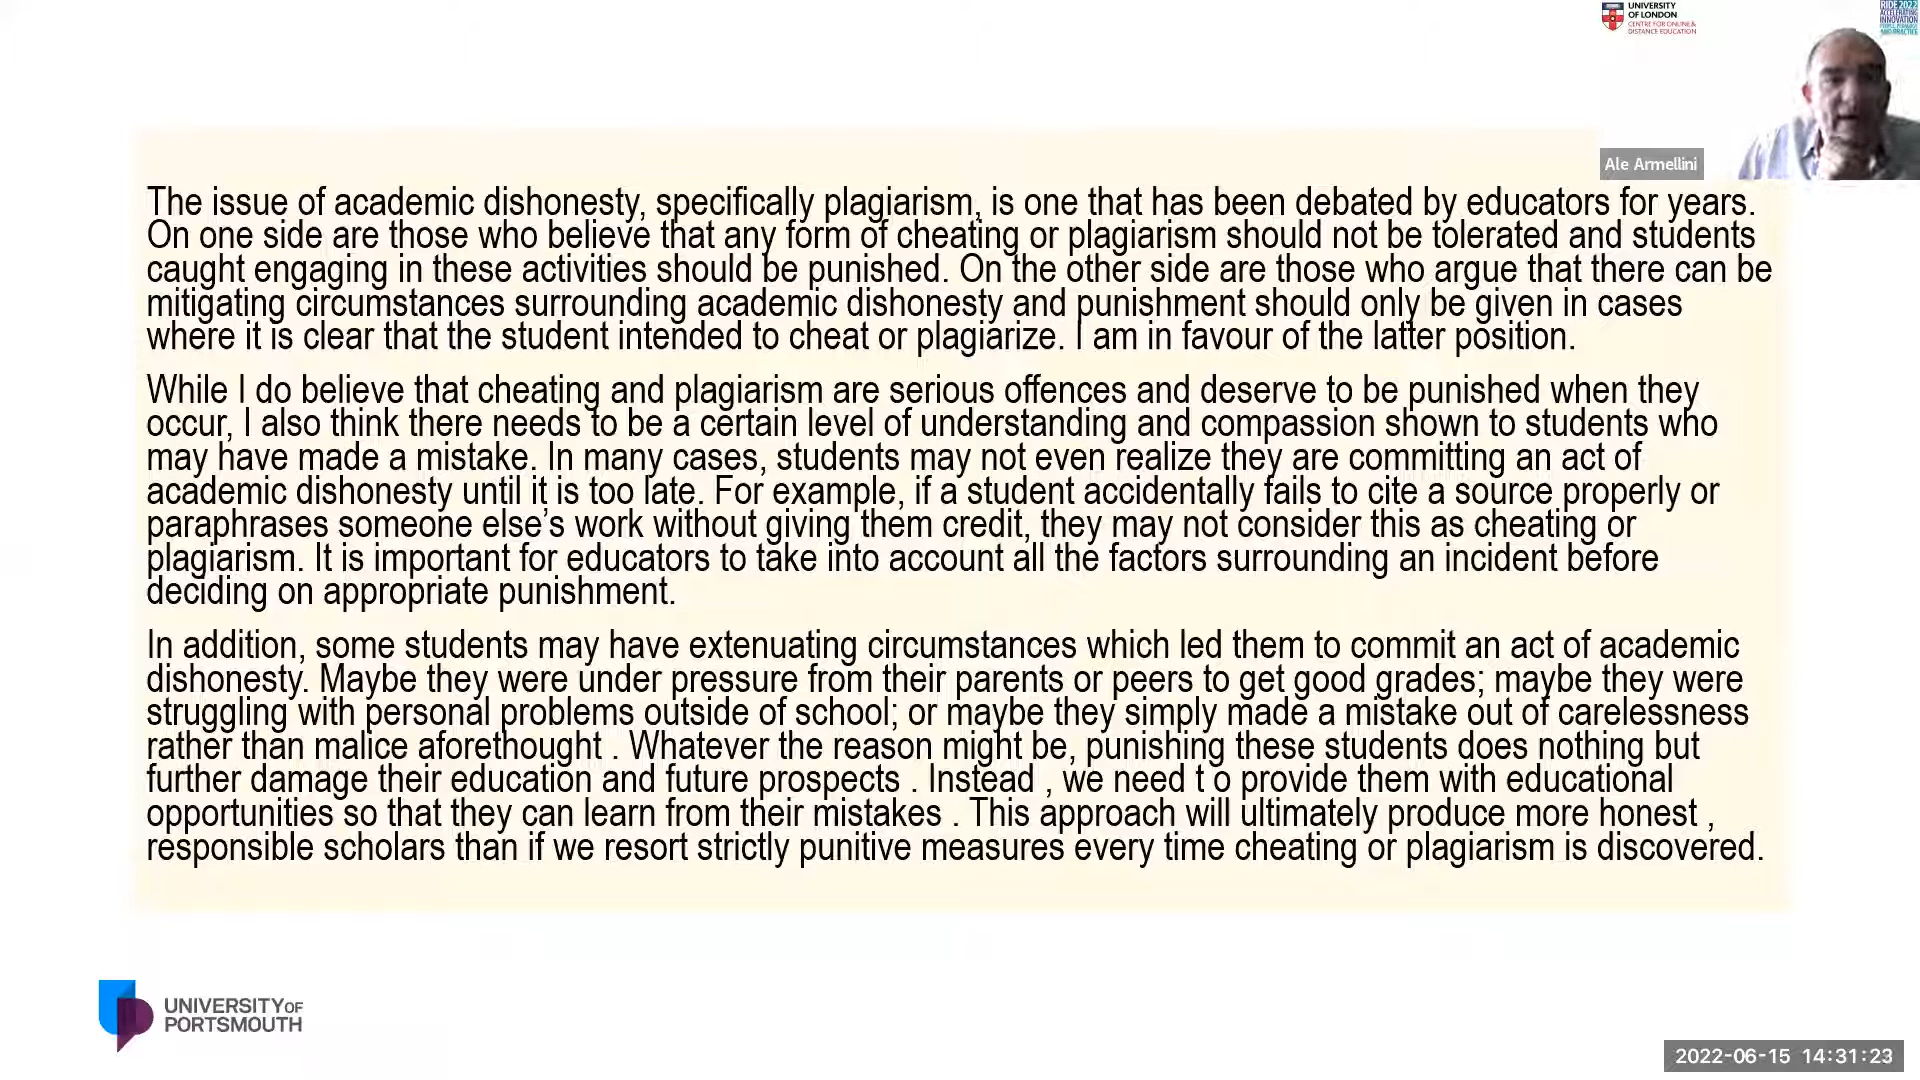 UNIVERSITY
OF LONDON
CENTRE FOR ONLINE &
DISTANCE EDUCATION
RIDE 2022
ACCELERATING
INNOVATION
Ale Armellini
The issue of academic dishonesty, specifically plagiarism, is one that has been debated by educators for years.
On one side are those who believe that any form of cheating or plagiarism should not be tolerated and students
caught engaging in these activities should be punished. On the other side are those who argue that there can be
mitigating circumstances surrounding academic dishonesty and punishment should only be given in cases
where it is clear that the student intended to cheat or plagiarize. I am in favour of the latter position.
While I do believe that cheating and plagiarism are serious offences and deserve to be punished when they
occur, I also think there needs to be a certain level of understanding and compassion shown to students who
may have made a mistake. In many cases, students may not even realize they are committing an act of
academic dishonesty until it is too late. For example, if a student accidentally fails to cite a source properly or
paraphrases someone else’s work without giving them credit, they may not consider this as cheating or
plagiarism. It is important for educators to take into account all the factors surrounding an incident before
deciding on appropriate punishment.
In addition, some students may have extenuating circumstances which led them to commit an act of academic
dishonesty. Maybe they were under pressure from their parents or peers to get good grades; maybe they were
struggling with personal problems outside of school; or maybe they simply made a mistake out of carelessness
rather than malice aforethought . Whatever the reason might be, punishing these students does nothing but
further damage their education and future prospects . Instead , we need t o provide them with educational
opportunities so that they can learn from their mistakes . This approach will ultimately produce more honest ,
responsible scholars than if we resort strictly punitive measures every time cheating or plagiarism is discovered.
UNIVERSITY OF
PORTSMOUTH
2022-06-15 14:31:23